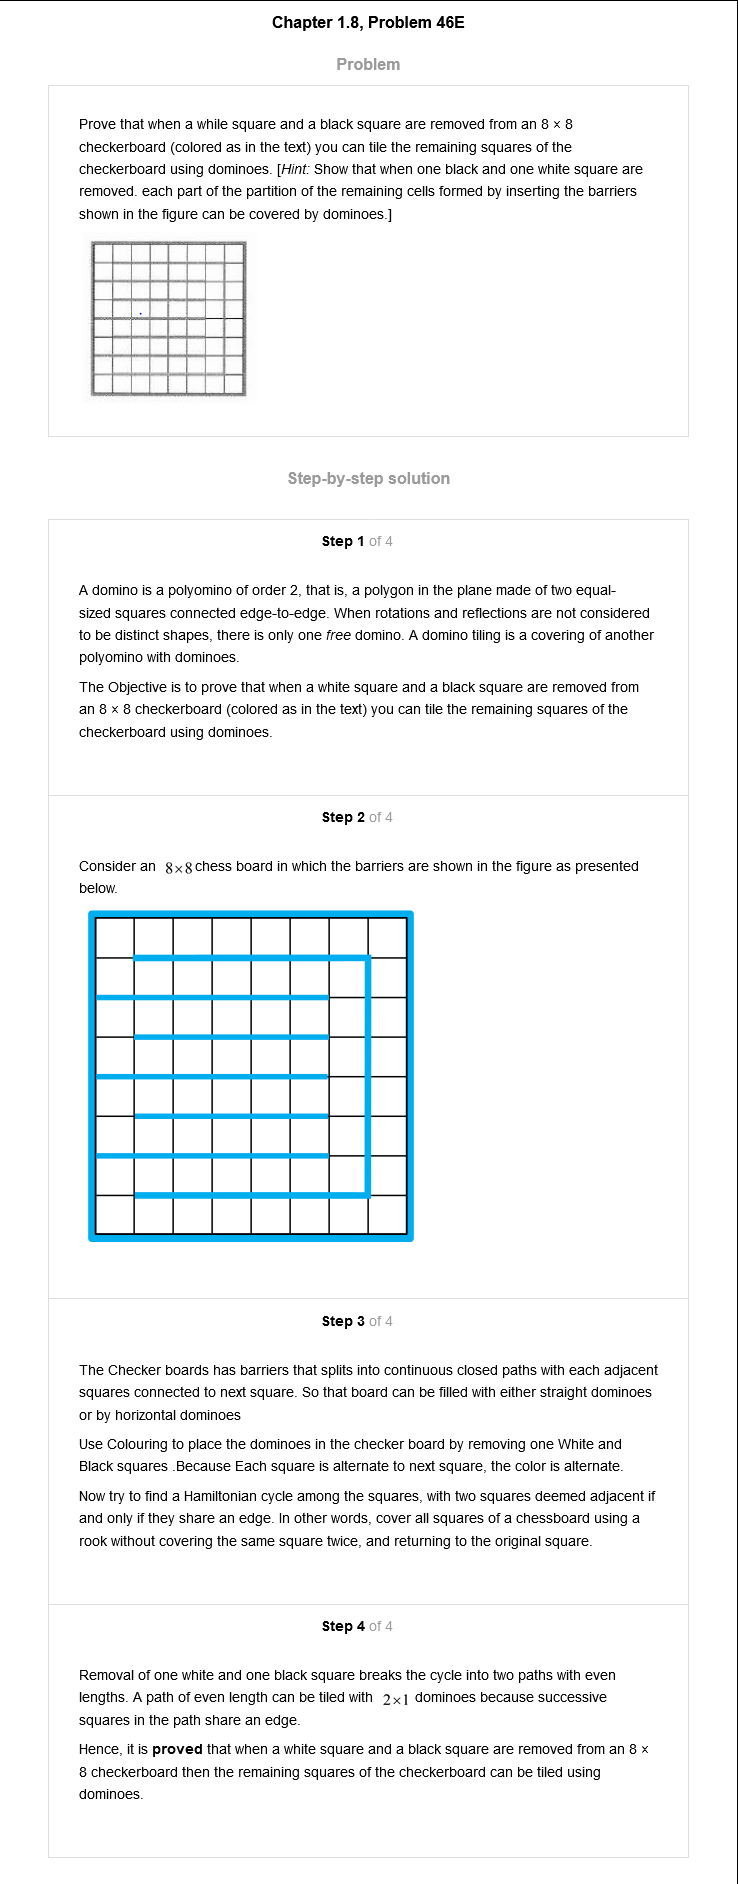 Chapter 1.8, Problem 46E
Problem
Prove that when a while square and a black square are removed from an 8 × 8
checkerboard (colored as in the text) you can tile the remaining squares of the
checkerboard using dominoes. [Hint: Show that when one black and one white square are
removed. each part of the partition of the remaining cells formed by inserting the barriers
shown in the figure can be covered by dominoes.]
Step-by-step solution
Step 1 of 4
A domino is a polyomino of order 2, that is, a polygon in the plane made of two equal-
sized squares connected edge-to-edge. When rotations and reflections are not considered
to be distinct shapes, there is only one free domino. A domino tiling is a covering of another
polyomino with dominoes.
The Objective is to prove that when a white square and a black square are removed from
an 8 × 8 checkerboard (colored as in the text) you can tile the remaining squares of the
checkerboard using dominoes.
Step 2 of 4
Consider an 8×8 chess board in which the barriers are shown in the figure as presented
below.
Step 3 of 4
The Checker boards has barriers that splits into continuous closed paths with each adjacent
squares connected to next square. So that board can be filled with either straight dominoes
or by horizontal dominoes
Use Colouring to place the dominoes in the checker board by removing one White and
Black squares .Because Each square is alternate to next square, the color is alternate.
Now try to find a Hamiltonian cycle among the squares, with two squares deemed adjacent if
and only if they share an edge. In other words, cover all squares of a chessboard using a
rook without covering the same square twice, and returning to the original square.
Step 4 of 4
Removal of one white and one black square breaks the cycle into two paths with even
lengths. A path of even length can be tiled with 2×1 dominoes because successive
squares in the path share an edge.
Hence, it is proved that when a white square and a black square are removed from an 8 ×
8 checkerboard then the remaining squares of the checkerboard can be tiled using
dominoes.